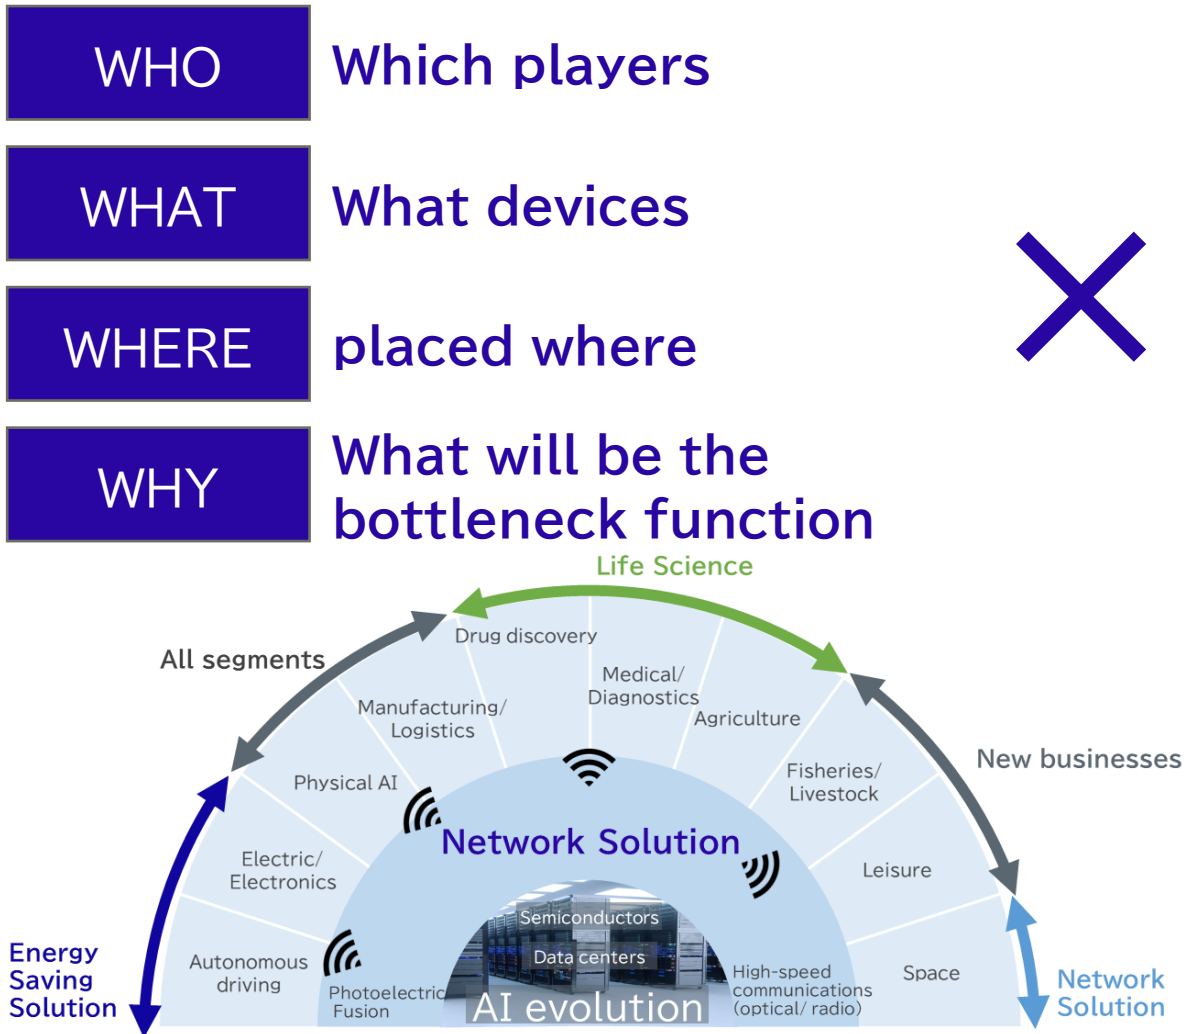 WHO
Which players
WHAT
What devices
WHERE
placed where
WHY
What will be the
bottleneck function
Life Science
All segments
New businesses
Energy
Saving
Solution
Network
Solution
Drug discovery
Medical/
Diagnostics
Agriculture
Manufacturing/
Logistics
Fisheries/
Livestock
Physical AI
Leisure
Electric/
Electronics
Space
Autonomous
driving
Network Solution
Photoelectric
Fusion
High-speed
communications
(optical/ radio)
Semiconductors
Data centers
AI evolution